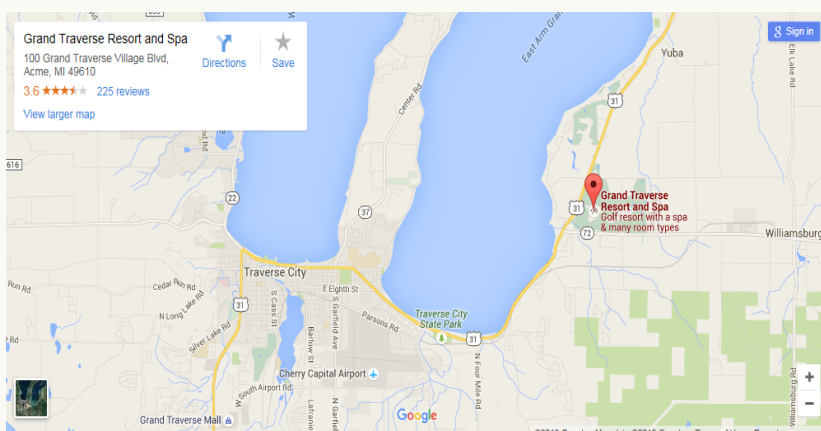 Grand Traverse Resort and Spa
100 Grand Traverse Village Blvd,
Acme, MI 49610
3.6
225 reviews
View larger map
Directions
Save
Sign in
East Arm Grand
Yuba
Elk Lake Rd
31
Center Rd
616
22
37
31
Grand Traverse
Resort and Spa
Golf resort with a spa
& many room types
72
Williamsburg
Traverse City
Cedar Run Rd
Run Rd
N Long Lake Rd
31
S Cass St
E Eighth St
S Garfield Ave
Parsons Rd
Traverse City
State Park
31
Silver Lake Rd
Barlow St
N Four Mile Rd
Cherry Capital Airport
W South Airport Rd
Grand Traverse Mall
Google
Williamsburg Rd
+
−